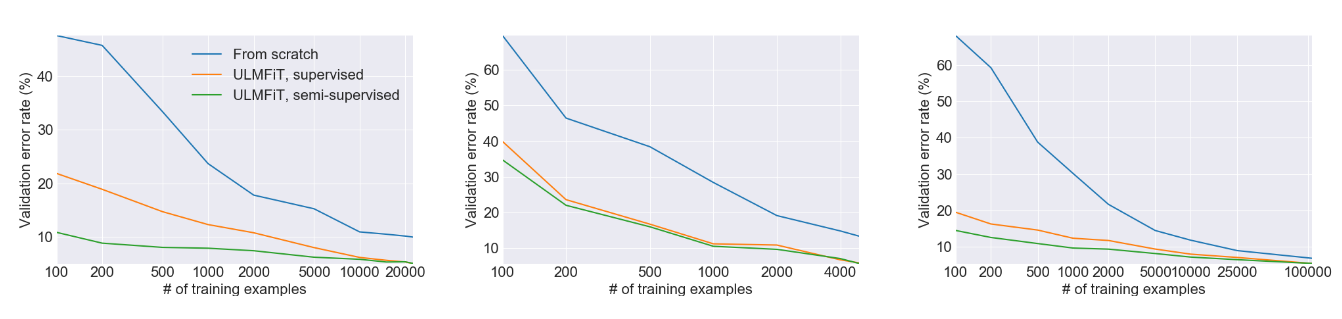 Validation error rate (%)
40
30
20
10
From scratch
ULMFiT, supervised
ULMFiT, semi-supervised
100 200 500 1000 2000 5000 10000 20000
# of training examples
Validation error rate (%)
60
50
40
30
20
10
100 200 500 1000 2000 4000
# of training examples
Validation error rate (%)
60
50
40
30
20
10
100 200 500 1000 2000 5000 10000 25000 100000
# of training examples